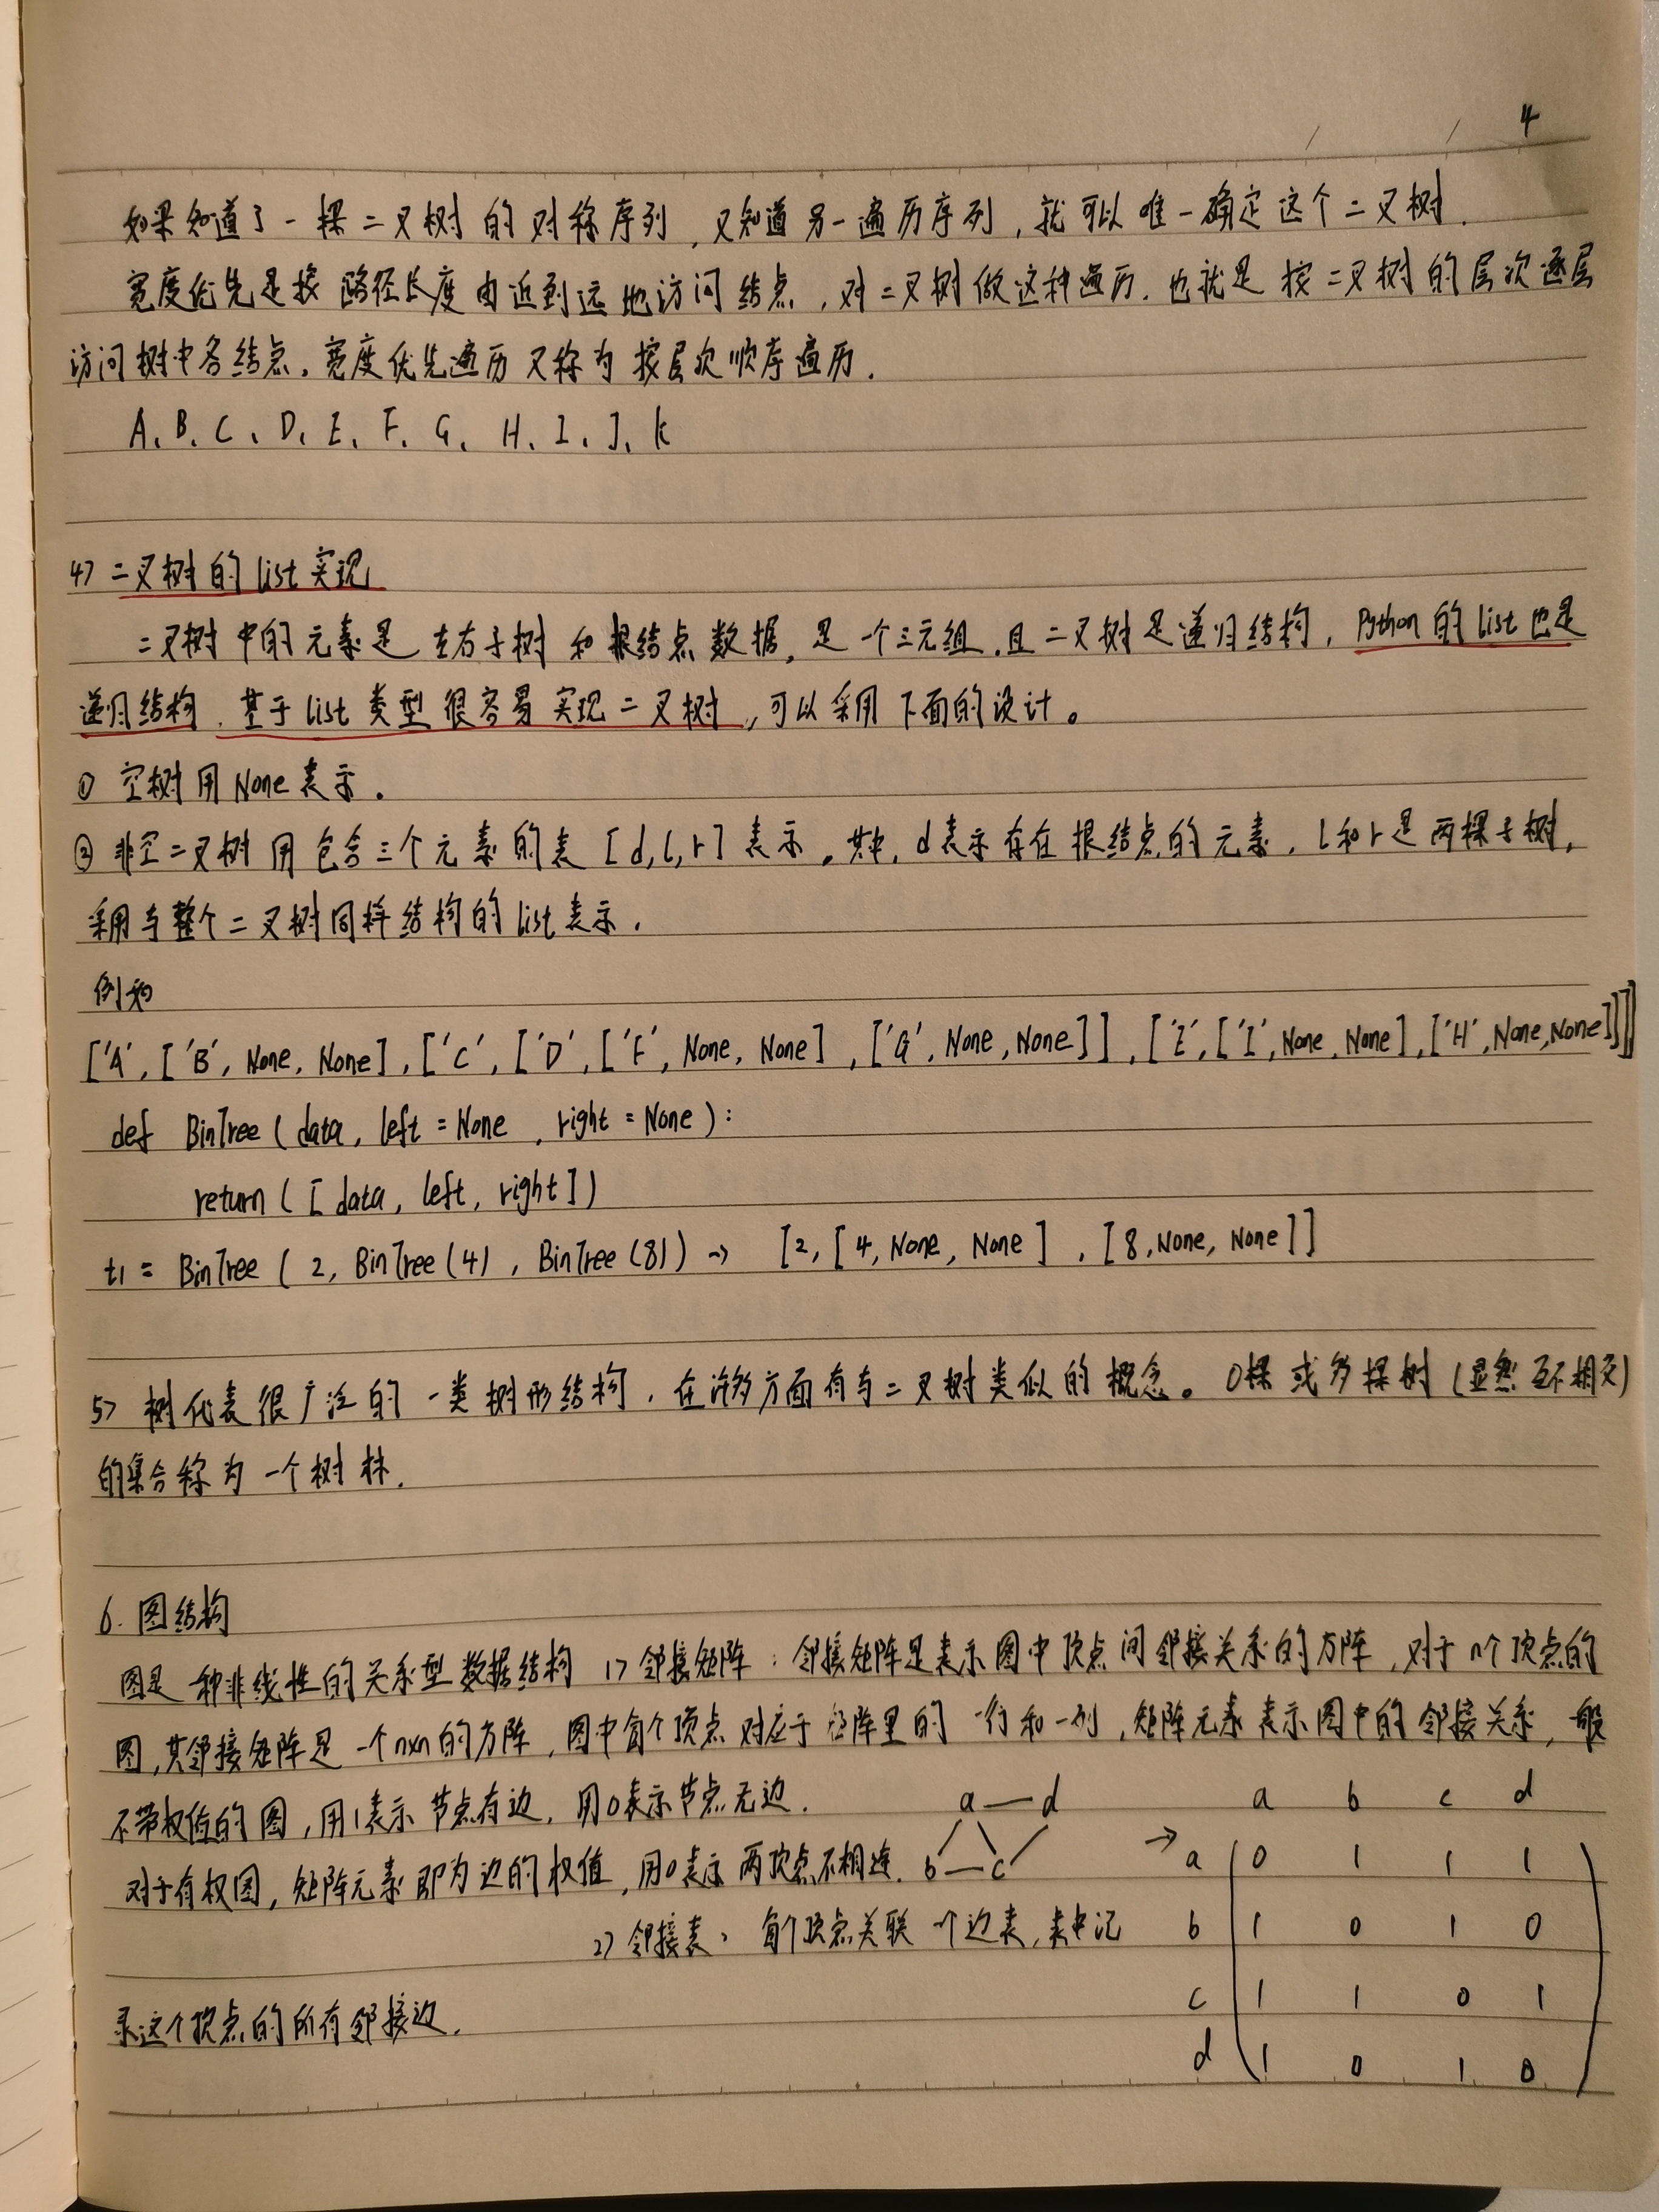 4
如果知道了一棵二叉树的对称序列,又知道另一遍历序列,就可以唯一确定这个二叉树.
宽度优先是按路径长度由近到远地访问结点,对二叉树做这种遍历.也就是按二叉树的层次逐层
访问树中各结点.宽度优先遍历又称为按层次顺序遍历.
A、B、C、D、E、F、G、H、I、J、K
4> 二叉树的list实现
二叉树中的元素是左右子树和根结点数据,是一个三元组.且二叉树是递归结构,Python的list也是
递归结构.基于list类型很容易实现二叉树,可以采用下面的设计。
① 空树用None表示.
② 非空二叉树用包含三个元素的表[d,l,r]表示.其中,d表示存在根结点的元素,l和r是两棵子树,
采用与整个二叉树同样结构的list表示.
例如
['A',['B',None,None],['C',['D',['F',None,None],['G',None,None]],['E',['I',None,None],['H',None,None]]]]
def BinTree(data, left=None, right=None):
return([data, left, right])
t1 = BinTree(2, BinTree(4), BinTree(8)) → [2,[4,None,None],[8,None,None]]
5> 树代表很广泛的一类树形结构,在许多方面有与二叉树类似的概念。0棵或多棵树(显然互不相交)
的集合称为一个树林.
6. 图结构
图是一种非线性的关系型数据结构 1> 邻接矩阵:邻接矩阵是表示图中顶点间邻接关系的方阵,对于n个顶点的
图,其邻接矩阵是一个n×n的方阵,图中每个顶点对应于矩阵里的一行和一列,矩阵元素表示图中的邻接关系,一般
不带权值的图,用1表示节点有边,用0表示节点无边.
对于有权图,矩阵元素即为边的权值,用0表示两顶点不相连.
a — d
b — c
→ a b c d
a 0 1 1 1
b 1 0 1 0
c 1 1 0 1
d 1 0 1 0
2> 邻接表:每个顶点关联一个边表,表中记
录这个顶点的所有邻接边.